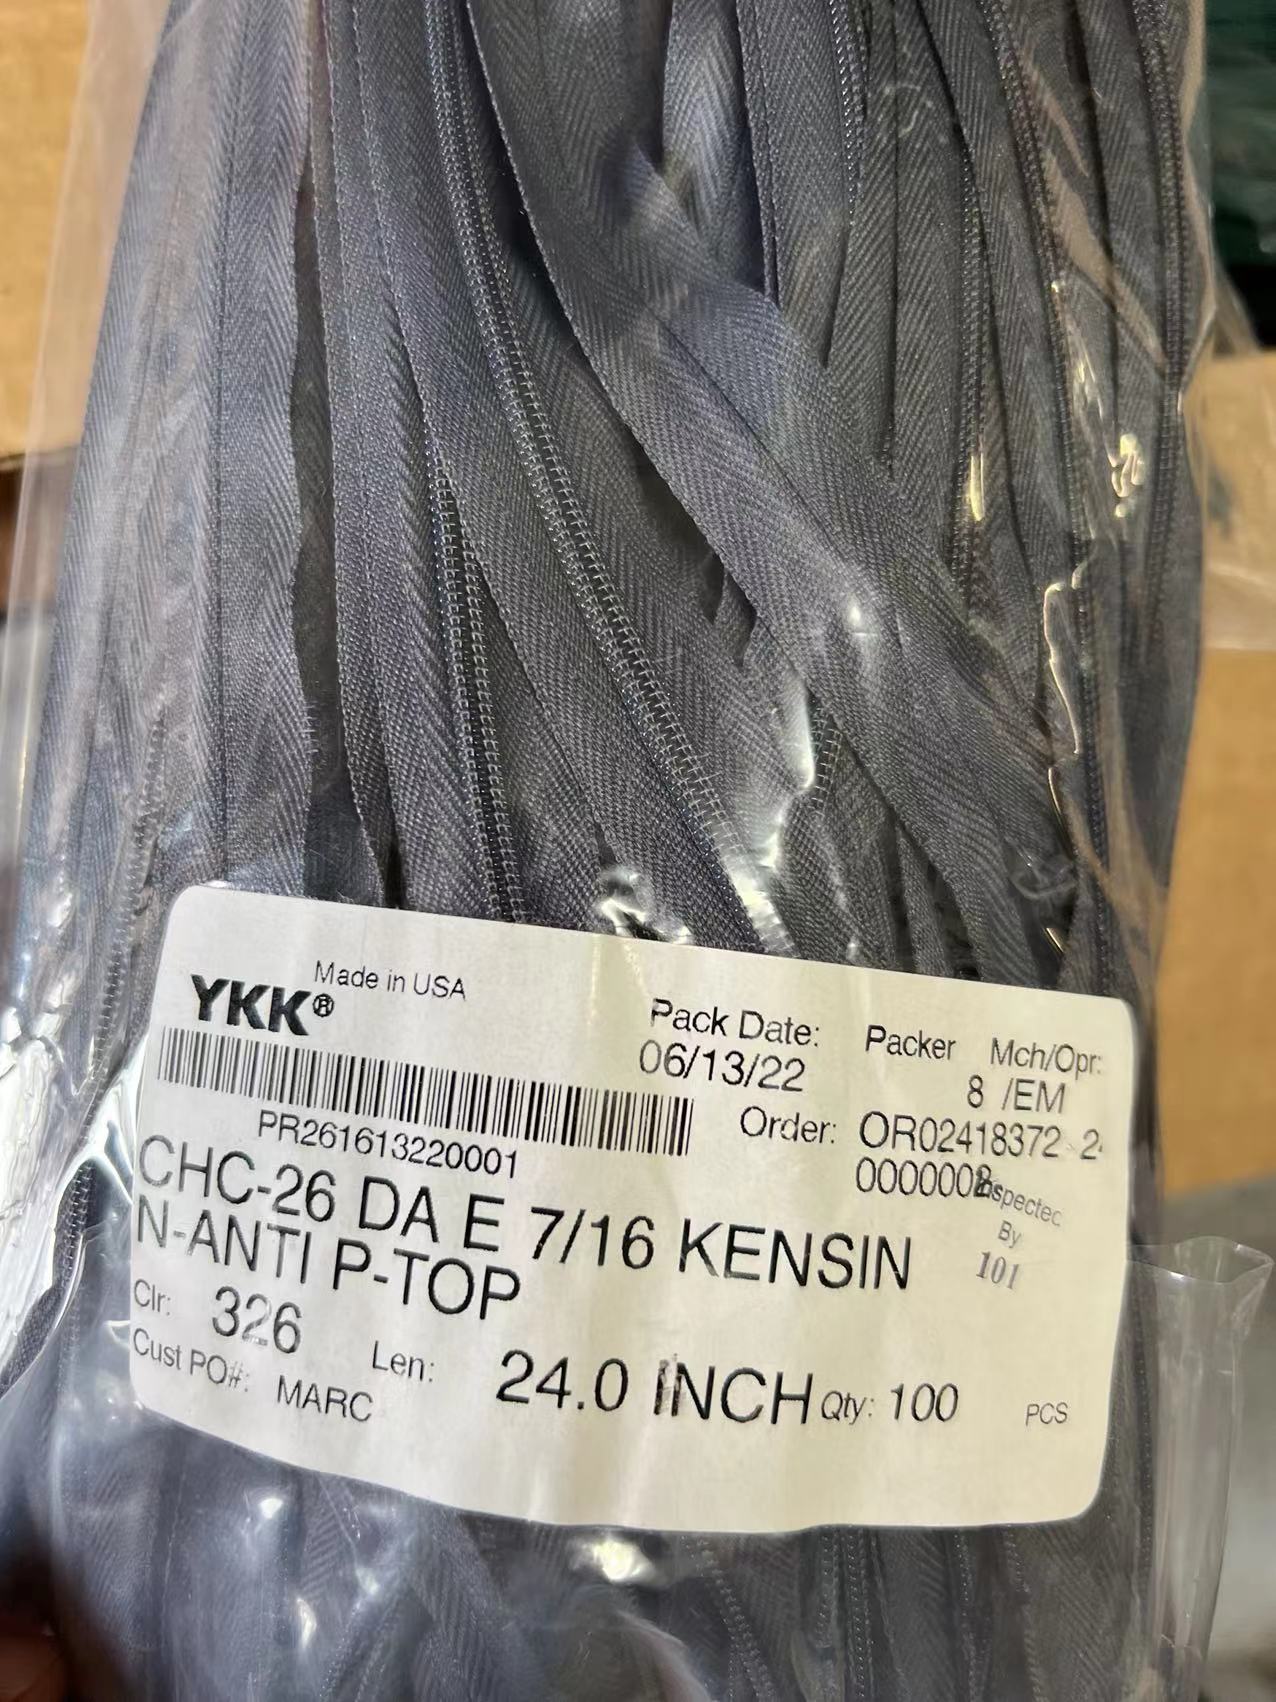 Made in USA
YKK®
Pack Date:
06/13/22
Packer Mch/Opr:
8 /EM
PR261613220001
Order: OR02418372
Inspected
By
101
CHC-26 DA E 7/16 KENSIN
N-ANTI P-TOP
Clr: 326
Len: 24.0 INCH Qty: 100 PCS
Cust PO#: MARC